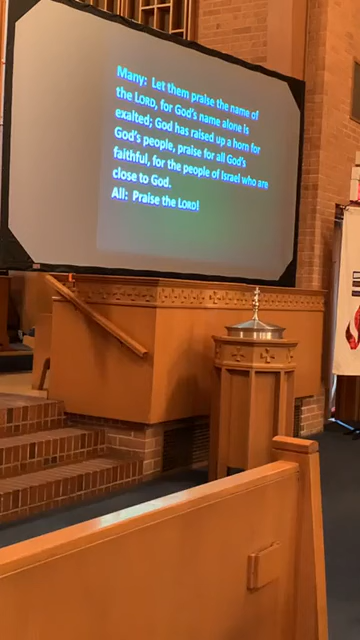 Many: Let them praise the name of
the LORD, for God's name alone is
exalted; God has raised up a horn for
God's people, praise for all God's
faithful, for the people of Israel who are
close to God.
All: Praise the LORD!